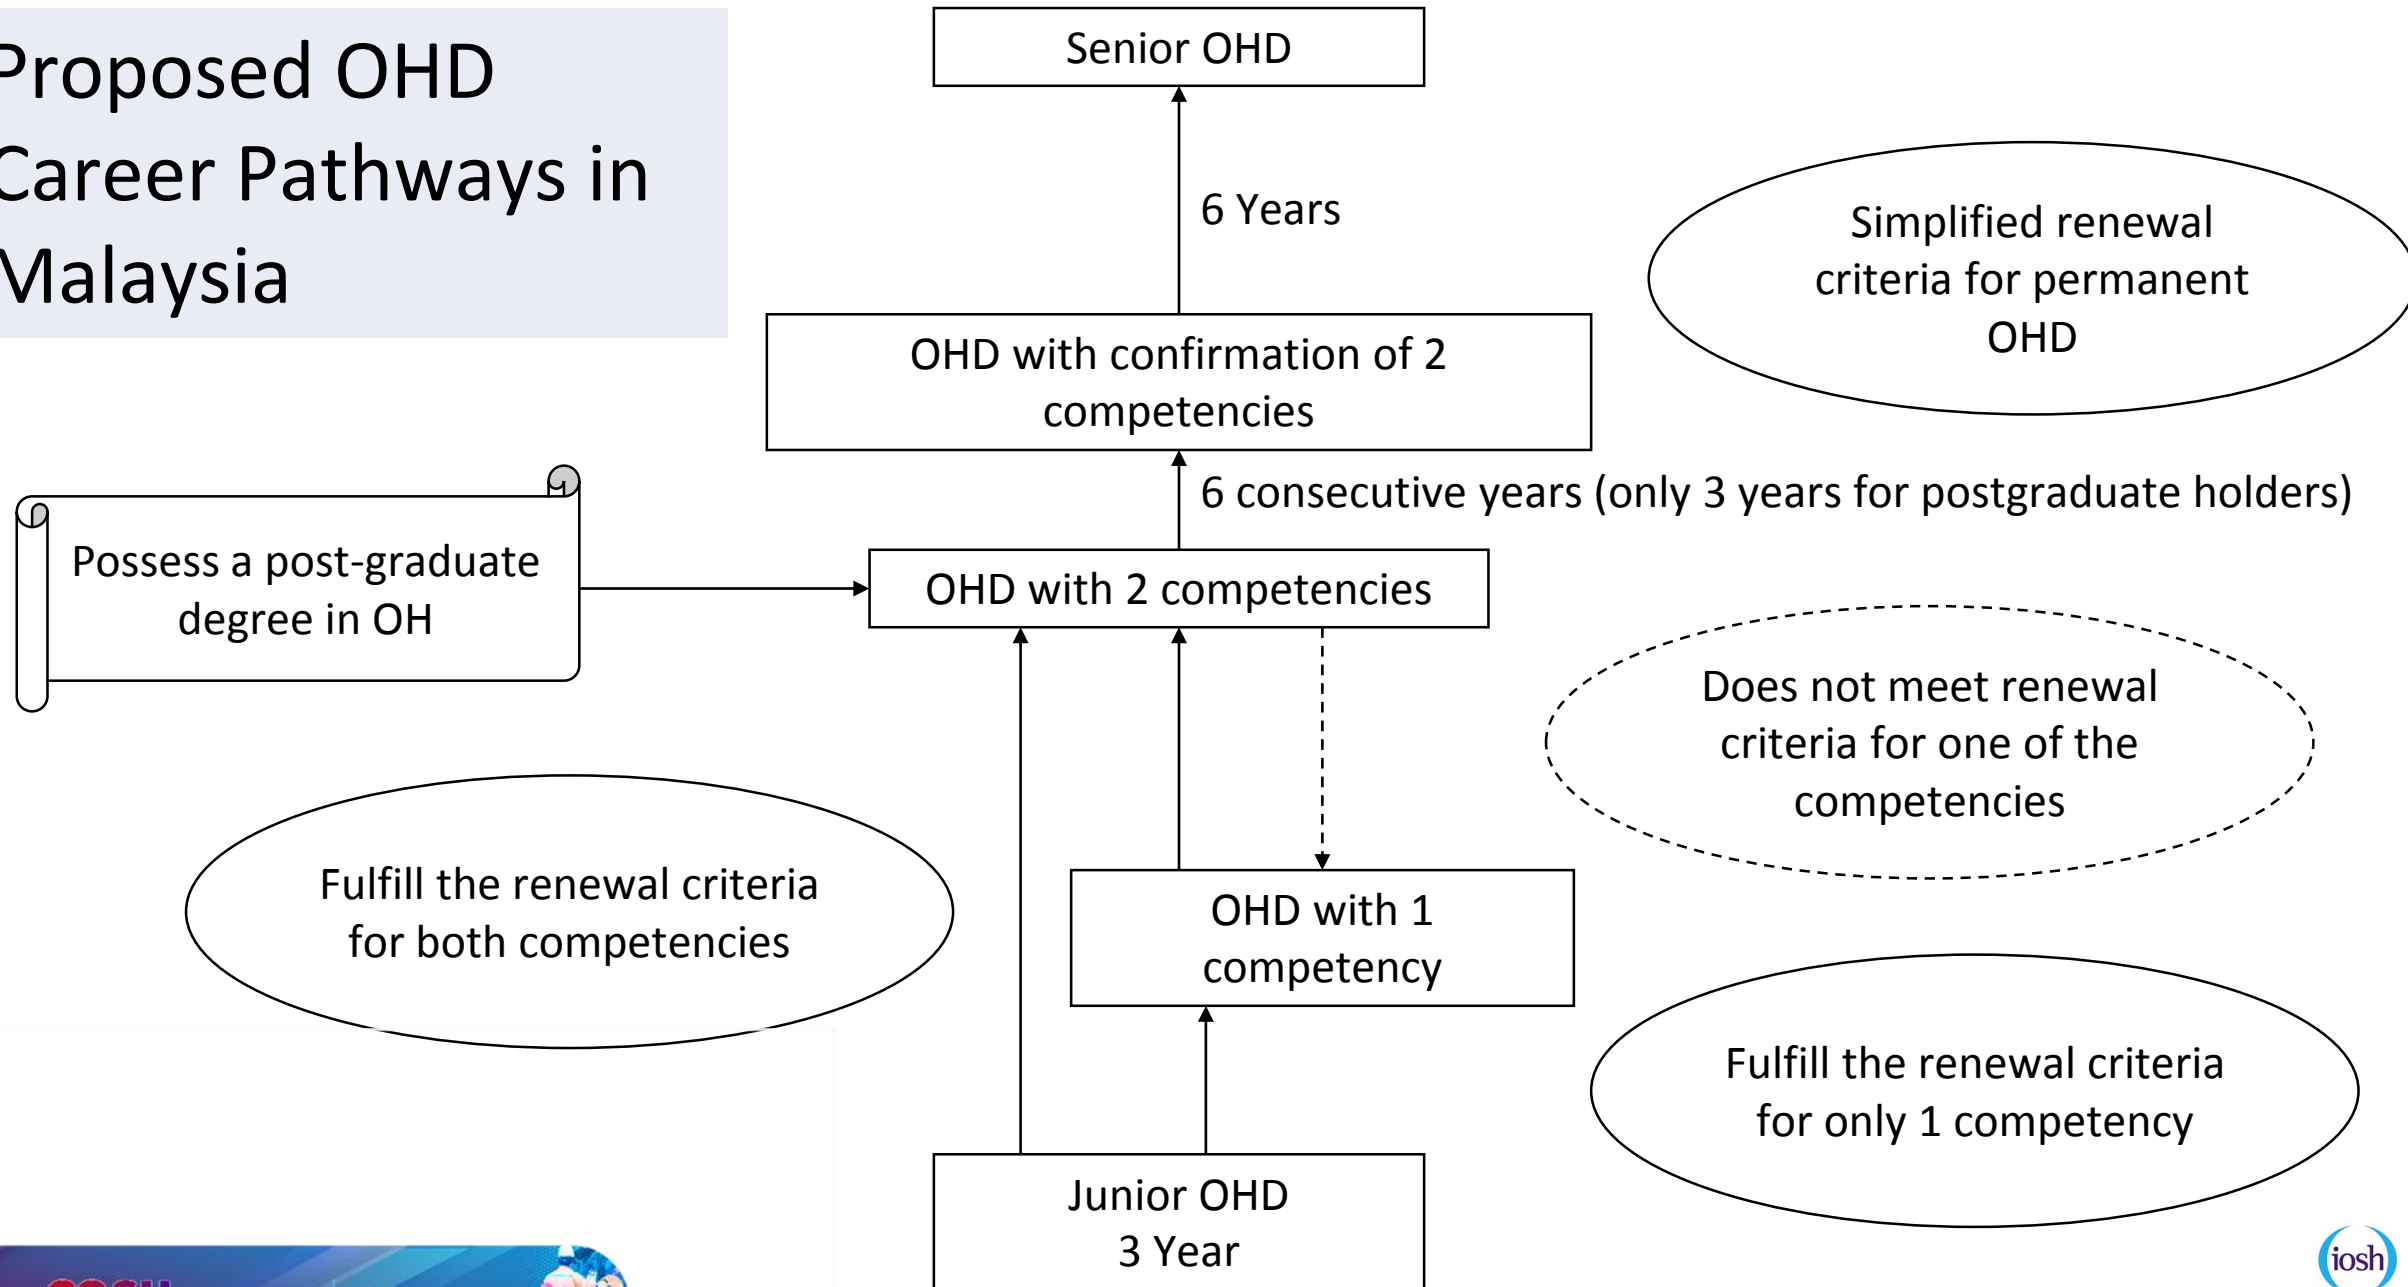 Proposed OHD
Career Pathways in
Malaysia
Senior OHD
6 Years
Simplified renewal
criteria for permanent
OHD
OHD with confirmation of 2
competencies
6 consecutive years (only 3 years for postgraduate holders)
Possess a post-graduate
degree in OH
OHD with 2 competencies
Does not meet renewal
criteria for one of the
competencies
Fulfill the renewal criteria
for both competencies
OHD with 1
competency
Fulfill the renewal criteria
for only 1 competency
Junior OHD
3 Year
iosh